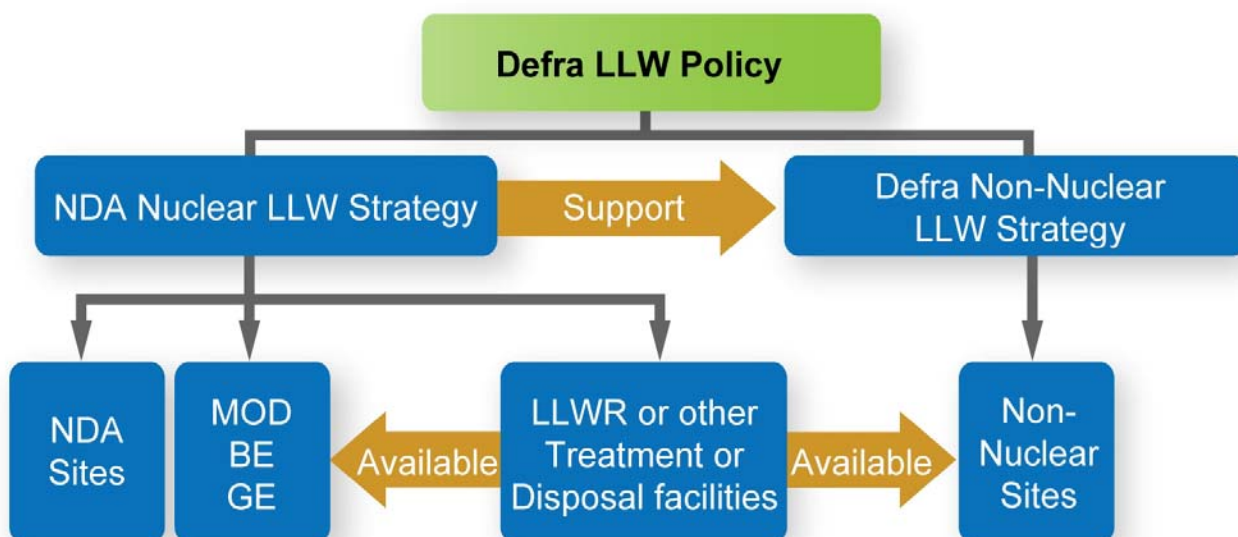 Defra LLW Policy
NDA Nuclear LLW Strategy
Support
Defra Non-Nuclear
LLW Strategy
NDA
Sites
MOD
BE
GE
Available
LLWR or other
Treatment or
Disposal facilities
Available
Non-
Nuclear
Sites